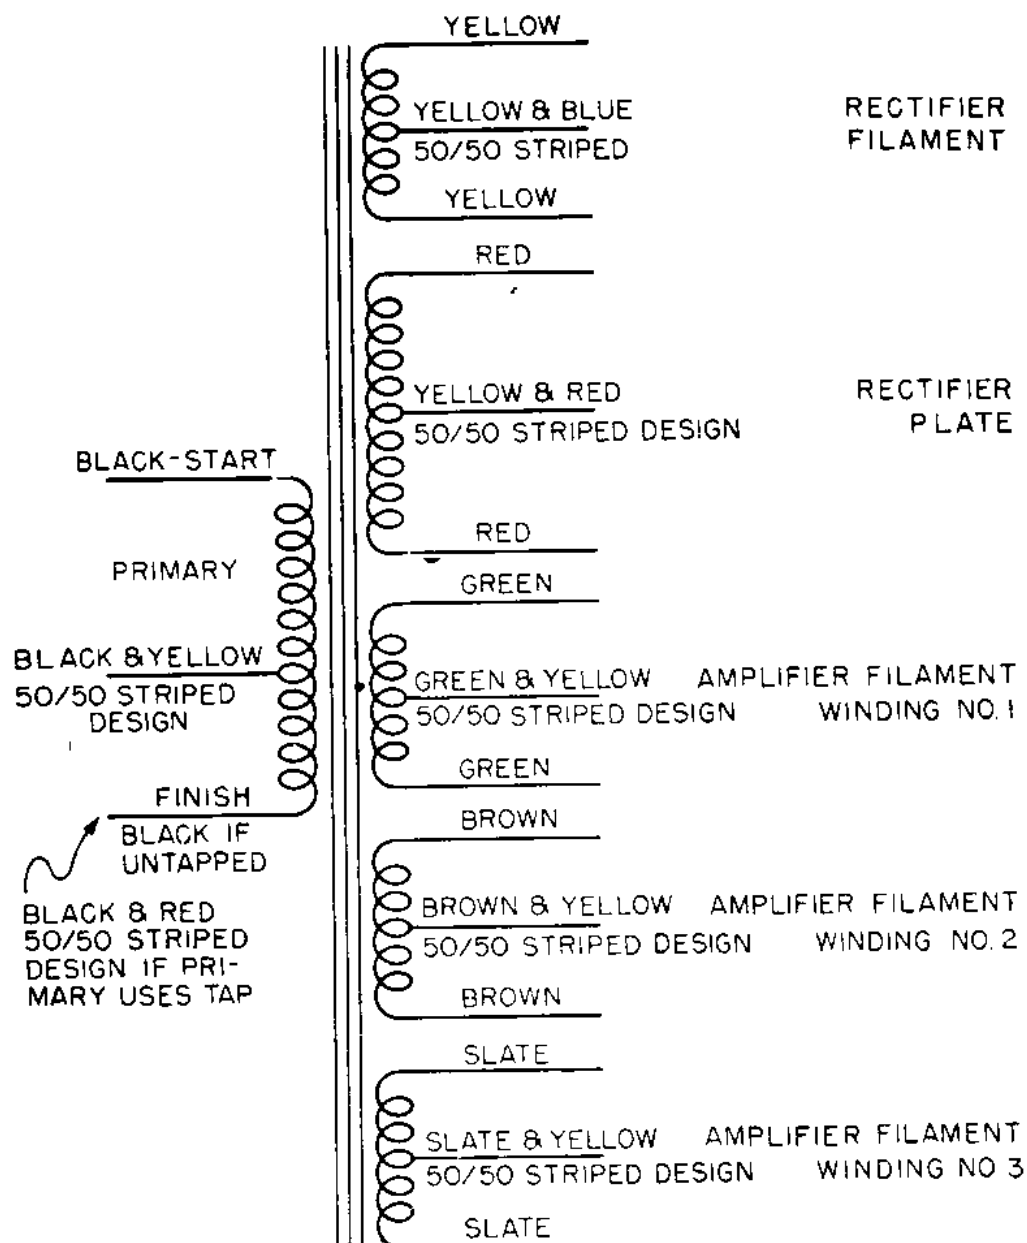 YELLOW
YELLOW & BLUE
50/50 STRIPED
RECTIFIER
FILAMENT
YELLOW
RED
YELLOW & RED
50/50 STRIPED DESIGN
RECTIFIER
PLATE
RED
BLACK-START
PRIMARY
BLACK & YELLOW
50/50 STRIPED
DESIGN
FINISH
BLACK IF
UNTAPPED
BLACK & RED
50/50 STRIPED
DESIGN IF PRI-
MARY USES TAP
GREEN
GREEN & YELLOW
50/50 STRIPED DESIGN
AMPLIFIER FILAMENT
WINDING NO. 1
GREEN
BROWN
BROWN & YELLOW
50/50 STRIPED DESIGN
AMPLIFIER FILAMENT
WINDING NO. 2
BROWN
SLATE
SLATE & YELLOW
50/50 STRIPED DESIGN
AMPLIFIER FILAMENT
WINDING NO 3
SLATE